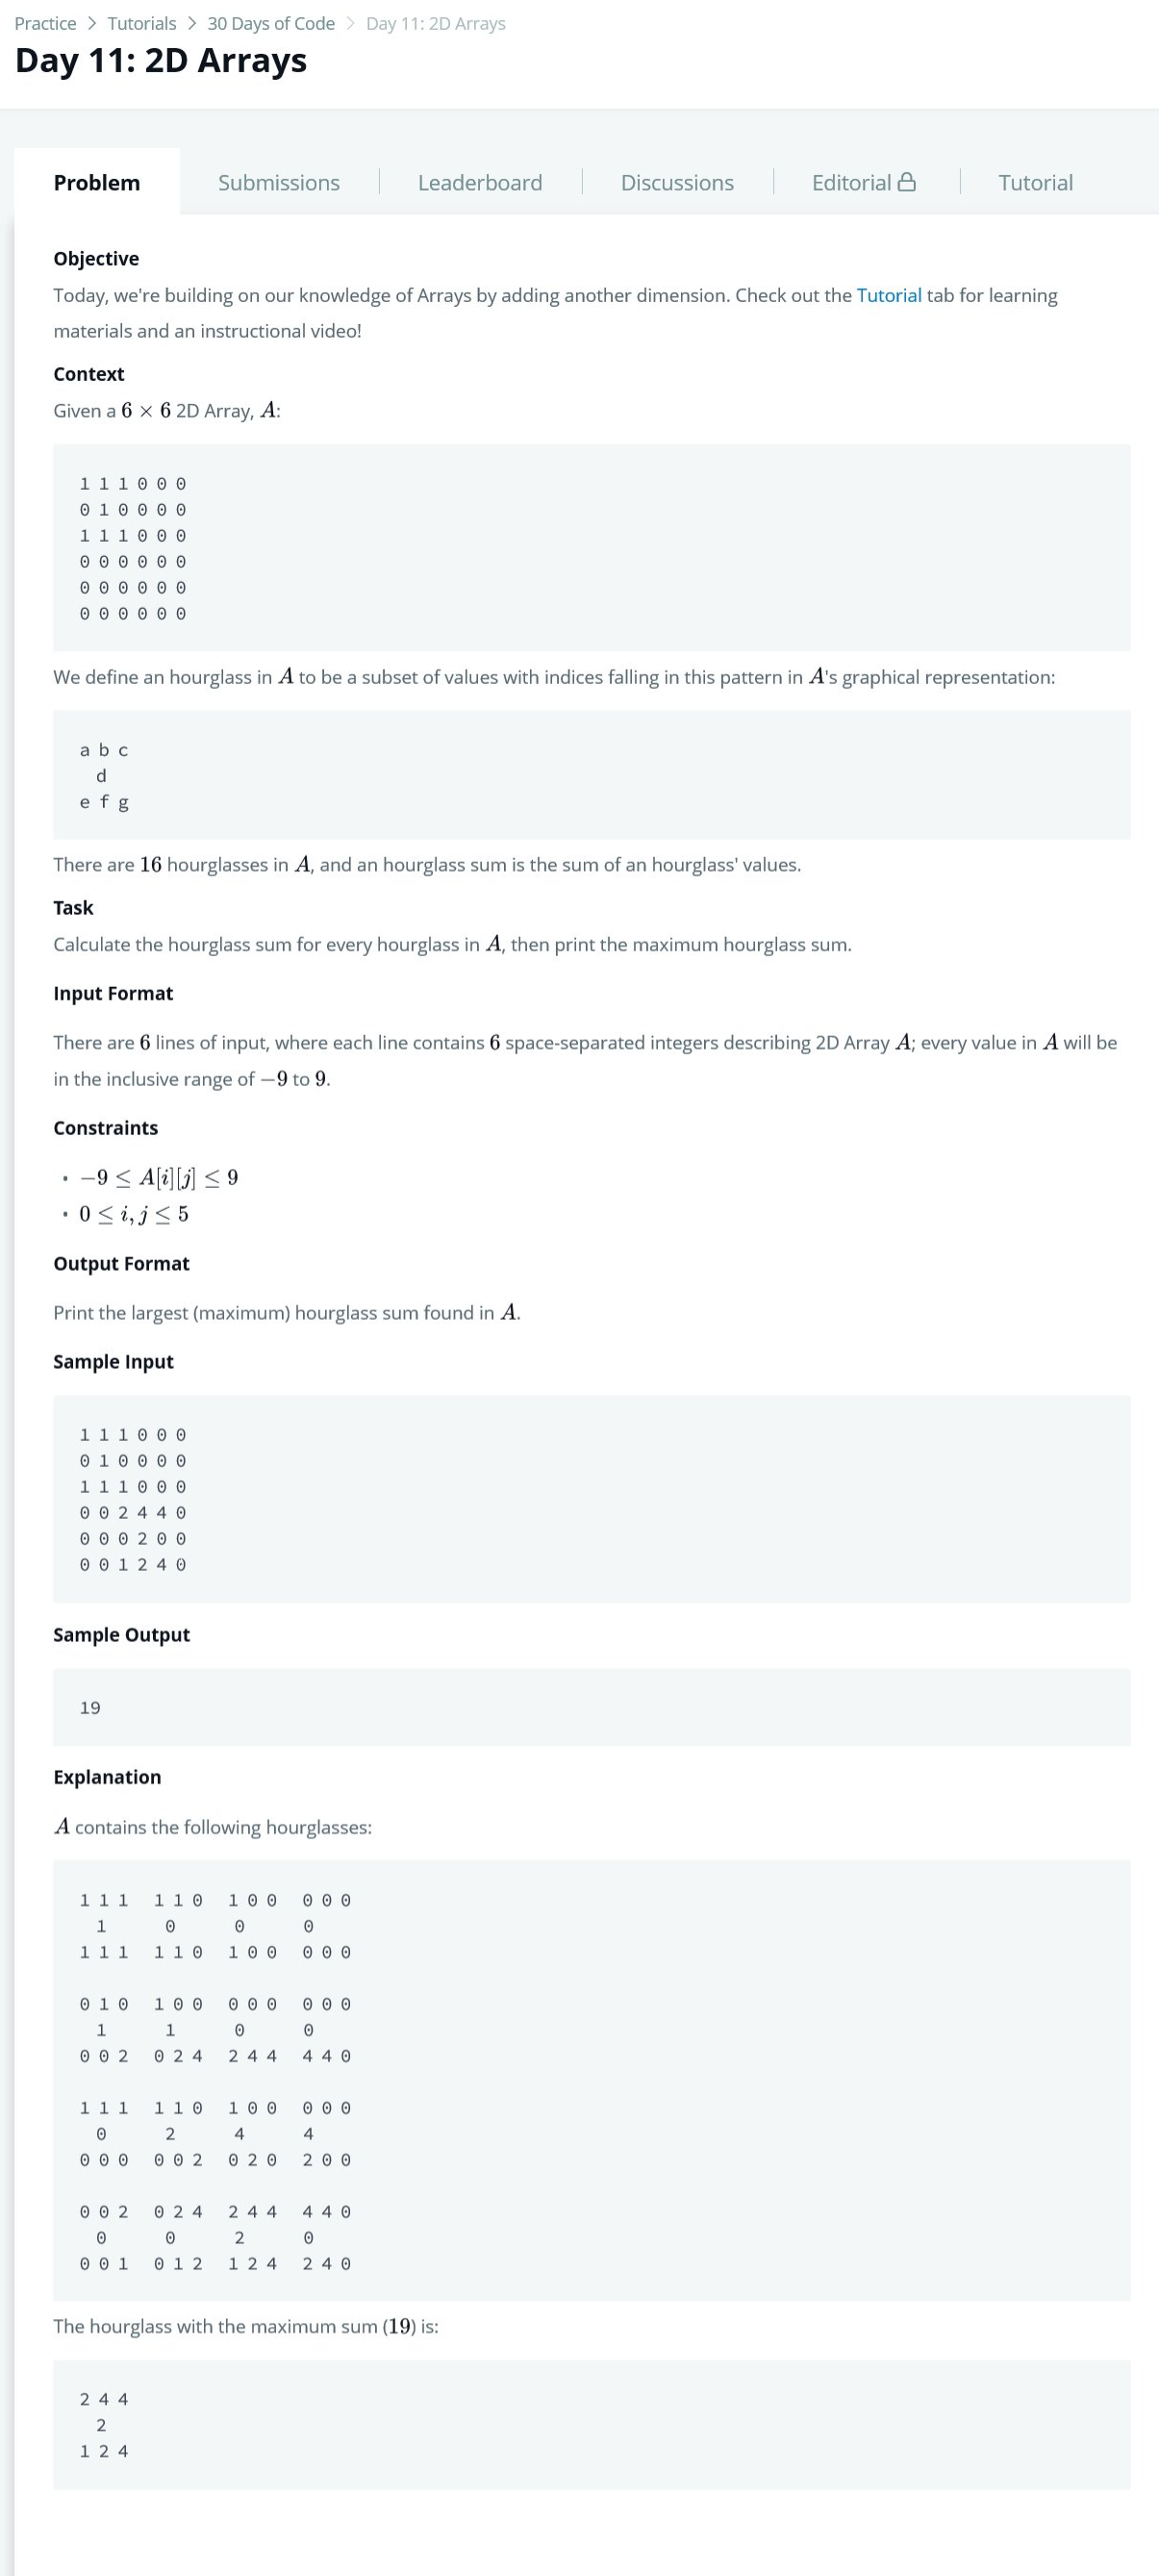 Practice > Tutorials > 30 Days of Code > Day 11: 2D Arrays
Day 11: 2D Arrays
Problem Submissions Leaderboard Discussions Editorial Tutorial
Objective
Today, we're building on our knowledge of Arrays by adding another dimension. Check out the Tutorial tab for learning
materials and an instructional video!
Context
Given a 6 × 6 2D Array, A:
1 1 1 0 0 0
0 1 0 0 0 0
1 1 1 0 0 0
0 0 0 0 0 0
0 0 0 0 0 0
0 0 0 0 0 0
We define an hourglass in A to be a subset of values with indices falling in this pattern in A's graphical representation:
a b c
  d
e f g
There are 16 hourglasses in A, and an hourglass sum is the sum of an hourglass' values.
Task
Calculate the hourglass sum for every hourglass in A, then print the maximum hourglass sum.
Input Format
There are 6 lines of input, where each line contains 6 space-separated integers describing 2D Array A; every value in A will be
in the inclusive range of −9 to 9.
Constraints
• −9 ≤ A[i][j] ≤ 9
• 0 ≤ i, j ≤ 5
Output Format
Print the largest (maximum) hourglass sum found in A.
Sample Input
1 1 1 0 0 0
0 1 0 0 0 0
1 1 1 0 0 0
0 0 2 4 4 0
0 0 0 2 0 0
0 0 1 2 4 0
Sample Output
19
Explanation
A contains the following hourglasses:
1 1 1   1 1 0   1 0 0   0 0 0
  1       0       0       0
1 1 1   1 1 0   1 0 0   0 0 0
0 1 0   1 0 0   0 0 0   0 0 0
  1       1       0       0
0 0 2   0 2 4   2 4 4   4 4 0
1 1 1   1 1 0   1 0 0   0 0 0
  0       2       4       4
0 0 0   0 0 2   0 2 0   2 0 0
0 0 2   0 2 4   2 4 4   4 4 0
  0       0       2       0
0 0 1   0 1 2   1 2 4   2 4 0
The hourglass with the maximum sum (19) is:
2 4 4
  2
1 2 4